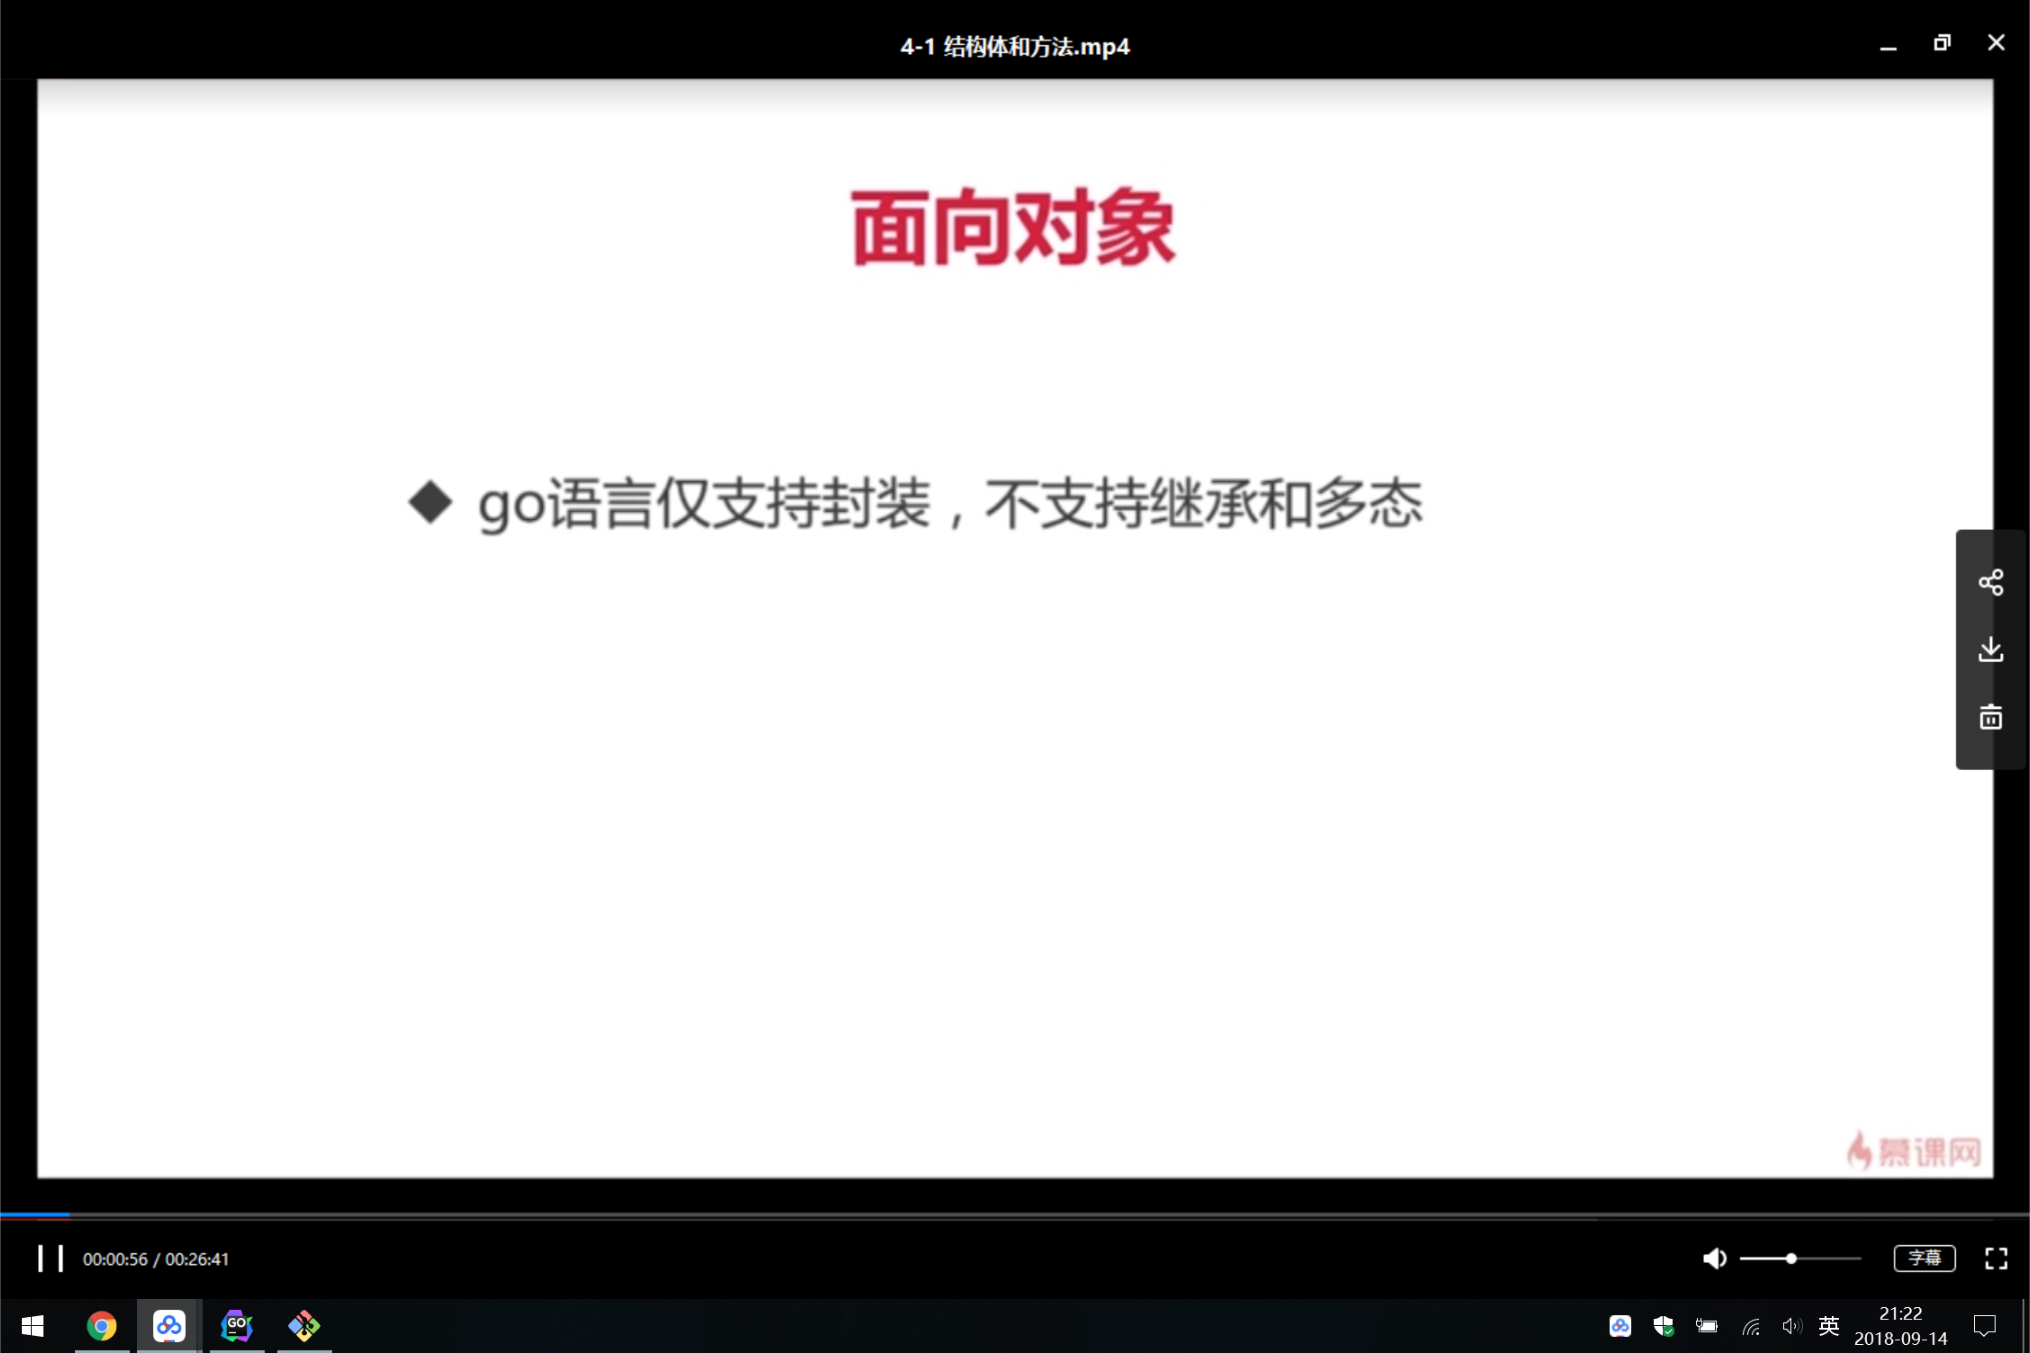 4-1 结构体和方法.mp4
面向对象
◆ go语言仅支持封装，不支持继承和多态
慕课网
00:00:56 / 00:26:41
字幕
GO
英
21:22
2018-09-14